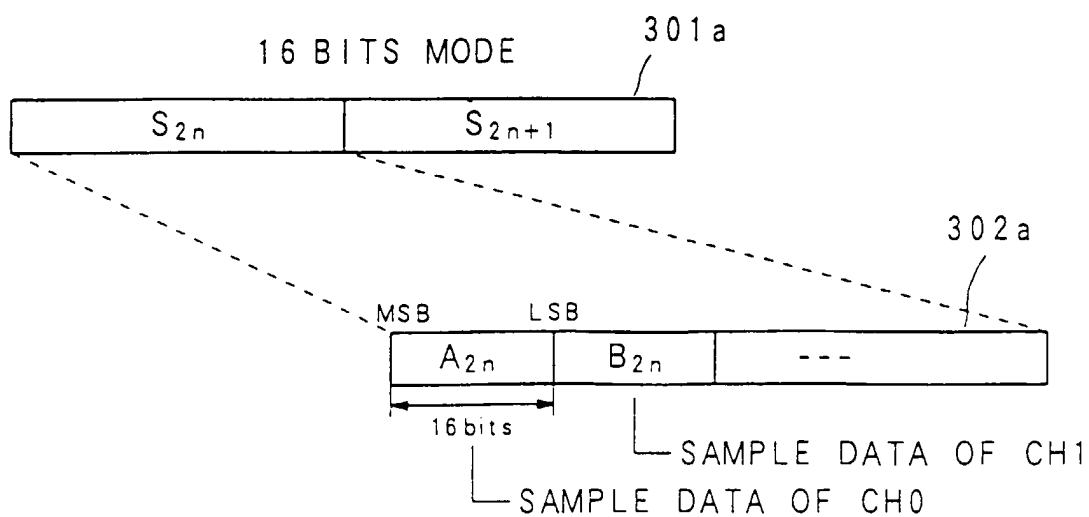 301a
16 BITS MODE
S2n S2n+1
302a
MSB LSB
A2n B2n ---
16bits
SAMPLE DATA OF CH1
SAMPLE DATA OF CH0